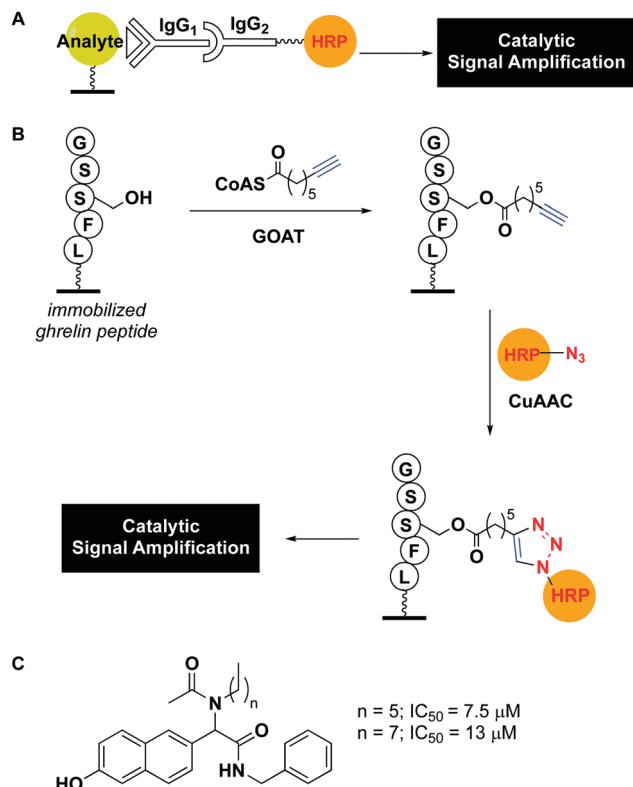 A
Analyte
IgG1
IgG2
HRP
Catalytic
Signal Amplification
B
G
S
S
F
L
OH
immobilized
ghrelin peptide
O
CoAS
5
GOAT
G
S
S
F
L
O
O
5
HRP
N3
CuAAC
G
S
S
F
L
O
O
5
N
N
N
HRP
Catalytic
Signal Amplification
C
O
N
n
O
HN
HO
n = 5; IC50 = 7.5 μM
n = 7; IC50 = 13 μM